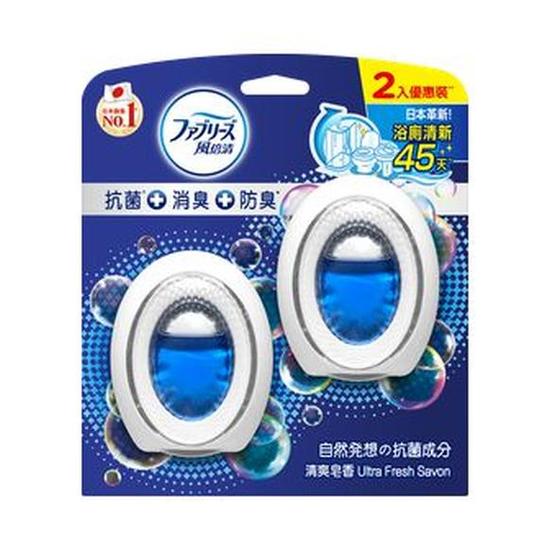 2入優惠裝
日本銷售
NO.1
ファブリーズ
風倍清
日本革新!
浴廁清新
45天
抗菌+消臭+防臭
自然発想の抗菌成分
清爽皂香 Ultra Fresh Savon